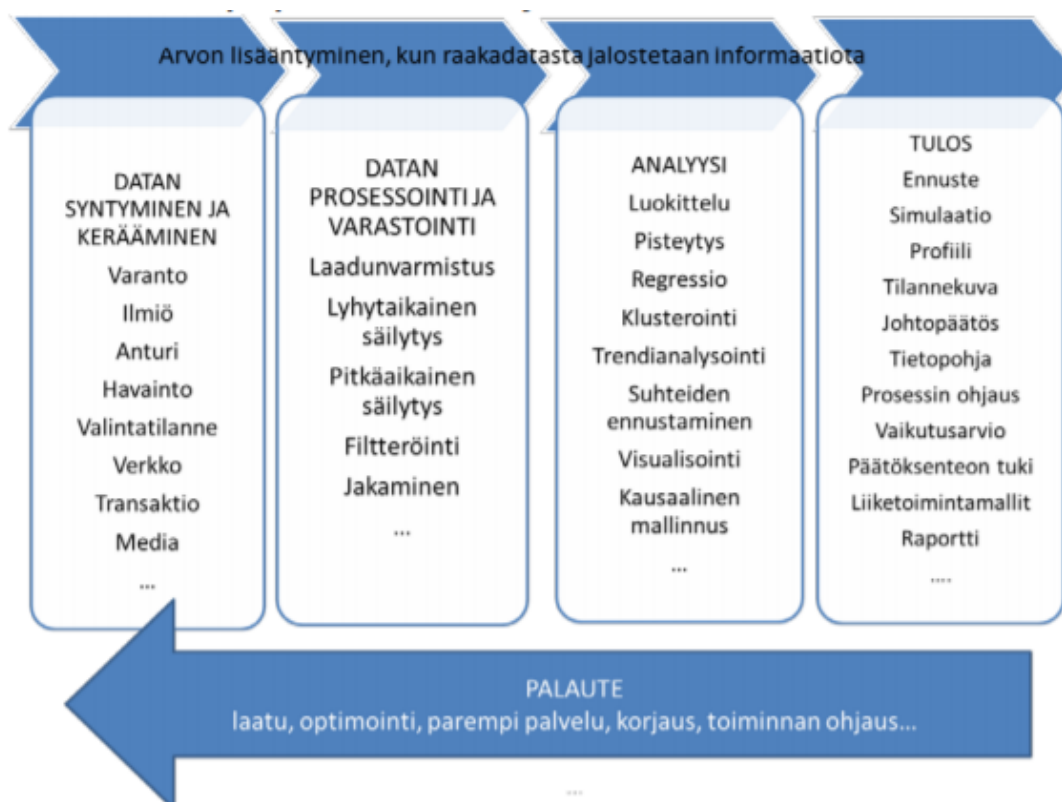 Arvon lisääntyminen, kun raakadatasta jalostetaan informaatiota
DATAN
SYNTYMINEN JA
KERÄÄMINEN
Varanto
Ilmiö
Anturi
Havainto
Valintatilanne
Verkko
Transaktio
Media
...
DATAN
PROSESSOINTI JA
VARASTOINTI
Laadunvarmistus
Lyhytaikainen
säilytys
Pitkäaikainen
säilytys
Filtteröinti
Jakaminen
...
ANALYYSI
Luokittelu
Pisteytys
Regressio
Klusterointi
Trendianalysointi
Suhteiden
ennustaminen
Visualisointi
Kausaalinen
mallinnus
...
TULOS
Ennuste
Simulaatio
Profiili
Tilannekuva
Johtopäätös
Tietopohja
Prosessin ohjaus
Vaikutusarvio
Päätöksenteon tuki
Liiketoimintamallit
Raportti
....
PALAUTE
laatu, optimointi, parempi palvelu, korjaus, toiminnan ohjaus...
...